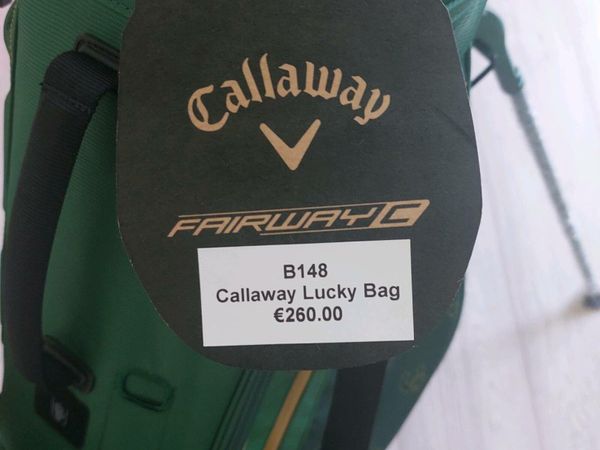 Callaway
FAIRWAY C
B148
Callaway Lucky Bag
€260.00